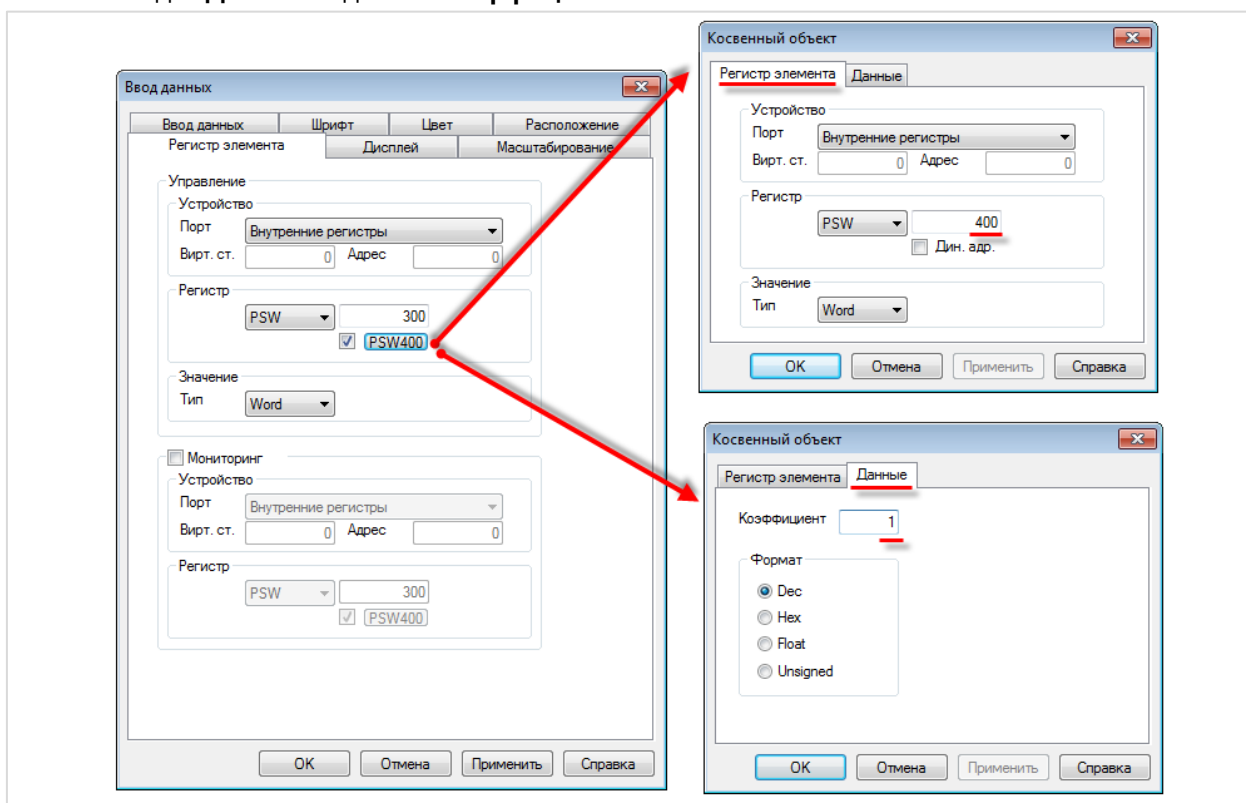 Ввод данных
Ввод данных Шрифт Цвет Расположение
Регистр элемента Дисплей Масштабирование
Управление
Устройство
Порт Внутренние регистры
Вирт. ст. 0 Адрес 0
Регистр
PSW 300
PSW400
Значение
Тип Word
Мониторинг
Устройство
Порт Внутренние регистры
Вирт. ст. 0 Адрес 0
Регистр
PSW 300
PSW400
OK Отмена Применить Справка
Косвенный объект
Регистр элемента Данные
Устройство
Порт Внутренние регистры
Вирт. ст. 0 Адрес 0
Регистр
PSW 400
Дин. адр.
Значение
Тип Word
OK Отмена Применить Справка
Косвенный объект
Регистр элемента Данные
Коэффициент 1
Формат
Dec
Hex
Float
Unsigned
OK Отмена Применить Справка